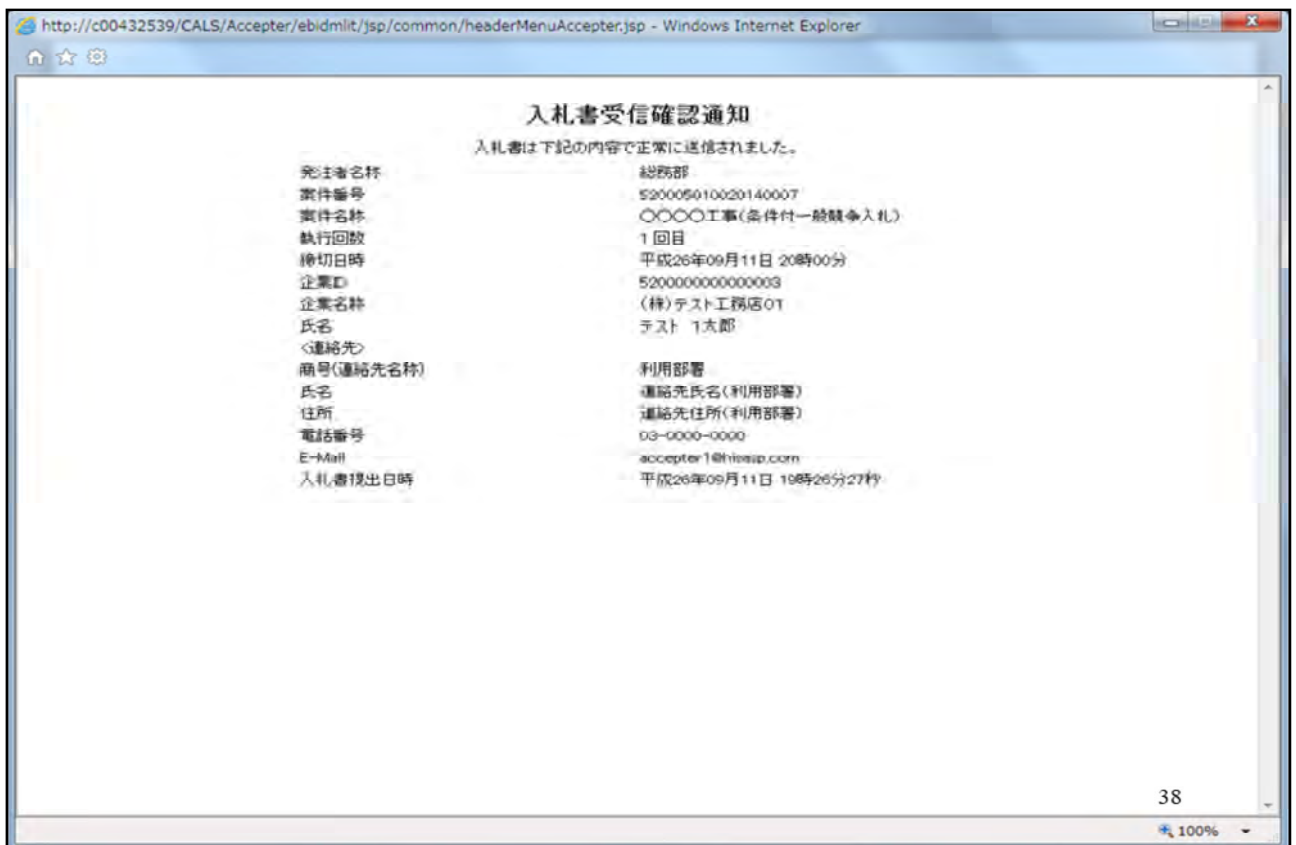 http://c00432539/CALS/Accepter/ebidmlit/jsp/common/headerMenuAccepter.jsp - Windows Internet Explorer
入札書受信確認通知
入札書は下記の内容で正常に送信されました。
発注者名称 総務部
案件番号 520005010020140007
案件名称 〇〇〇〇工事(条件付一般競争入札)
執行回数 1回目
締切日時 平成26年09月11日 20時00分
企業ID 5200000000000003
企業名称 (株)テスト工務店01
氏名 テスト 1太郎
<連絡先>
商号(連絡先名称) 利用部署
氏名 連絡先氏名(利用部署)
住所 連絡先住所(利用部署)
電話番号 03-0000-0000
E-Mail
入札書提出日時 平成26年09月11日 19時26分27秒
38
100%